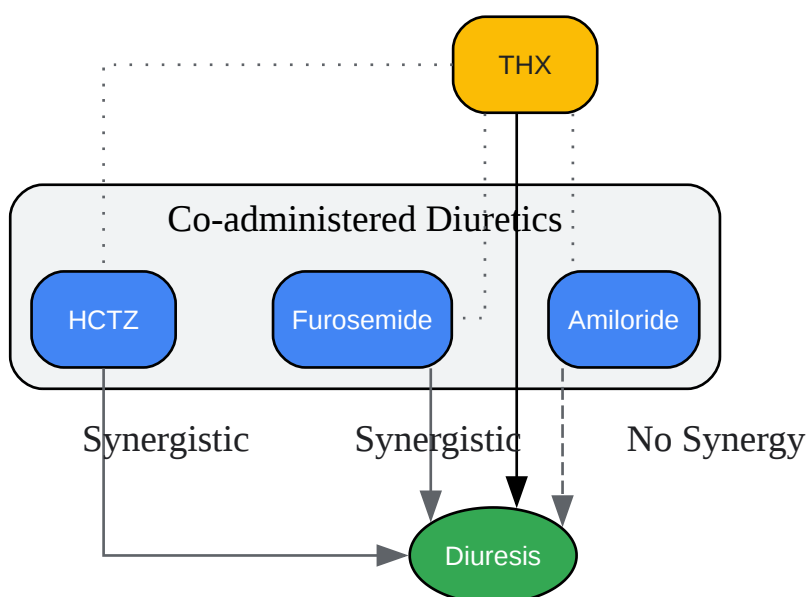 THX
Co-administered Diuretics
HCTZ
Furosemide
Amiloride
Synergistic
Synergistic
No Synergy
Diuresis